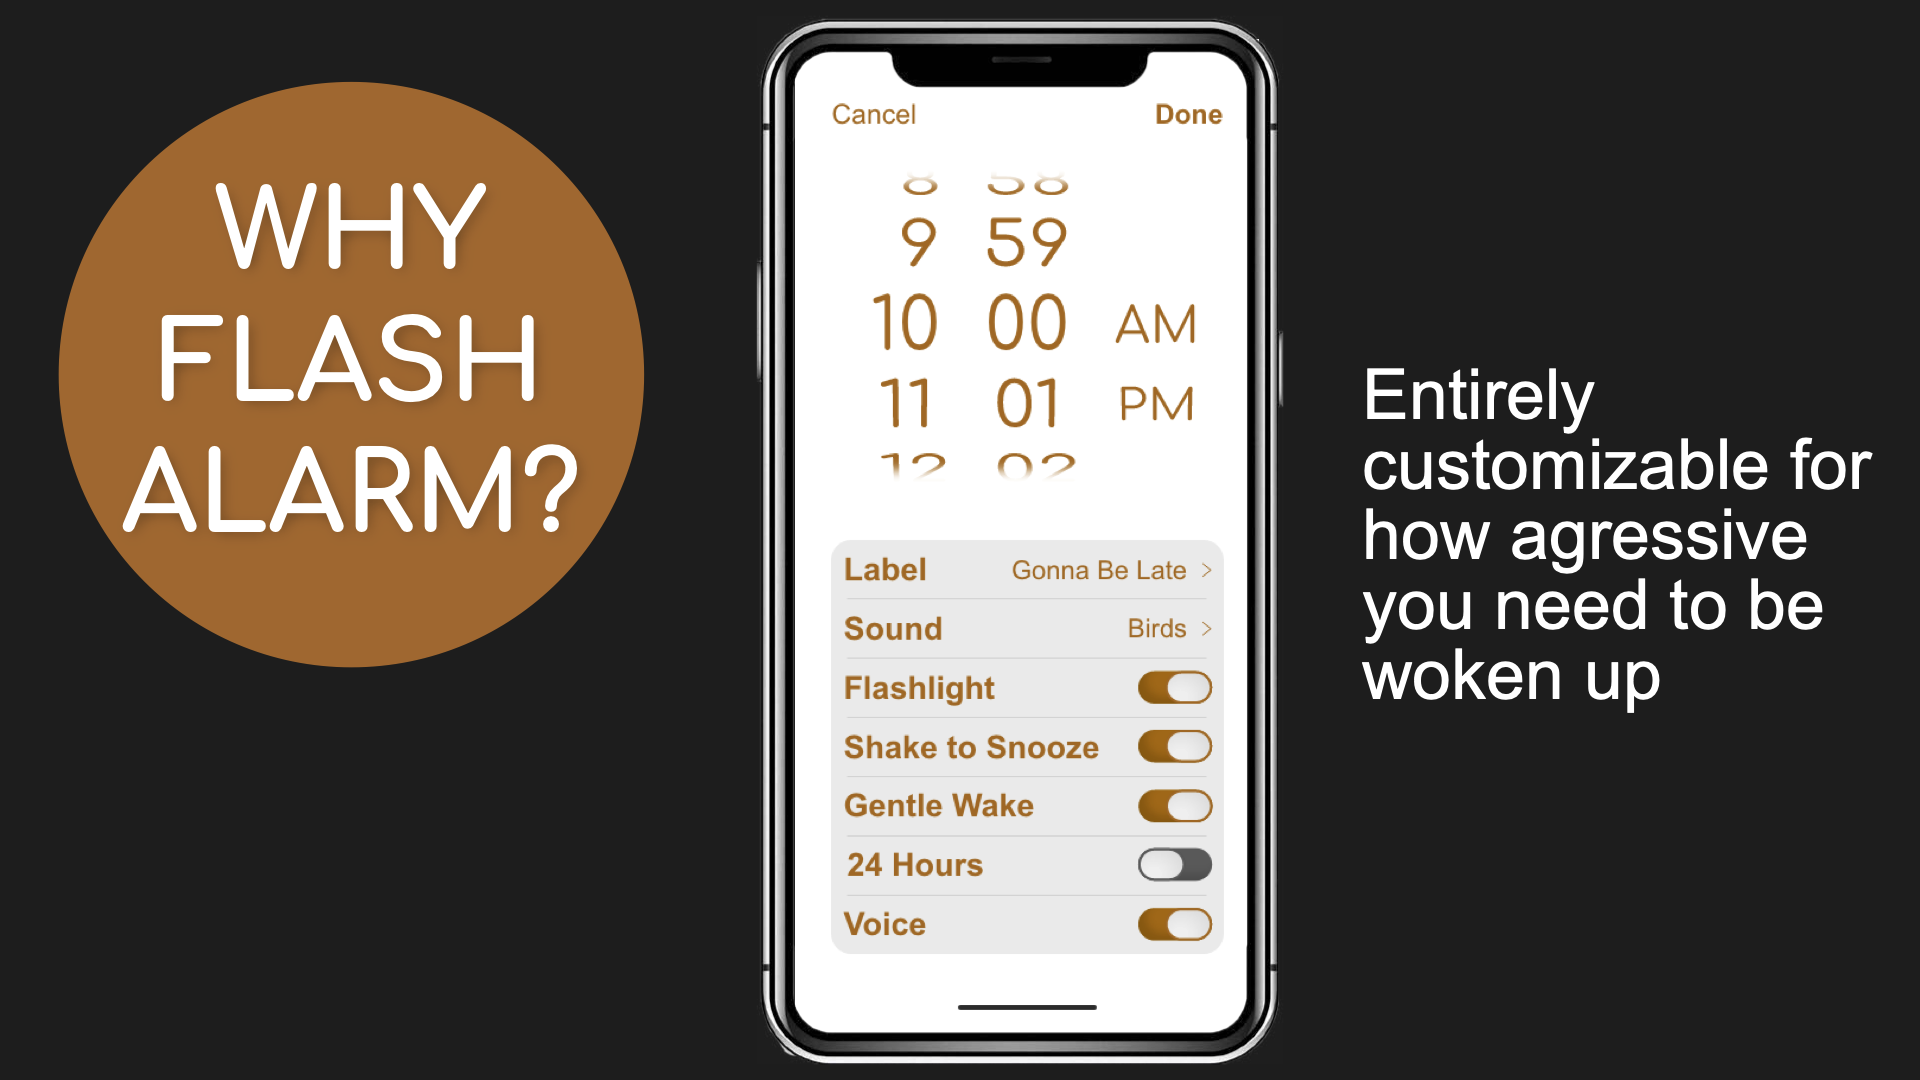 WHY
FLASH
ALARM?
Cancel Done
8 58
9 59
10 00 AM
11 01 PM
12 02
Label Gonna Be Late >
Sound Birds >
Flashlight
Shake to Snooze
Gentle Wake
24 Hours
Voice
Entirely
customizable for
how agressive
you need to be
woken up